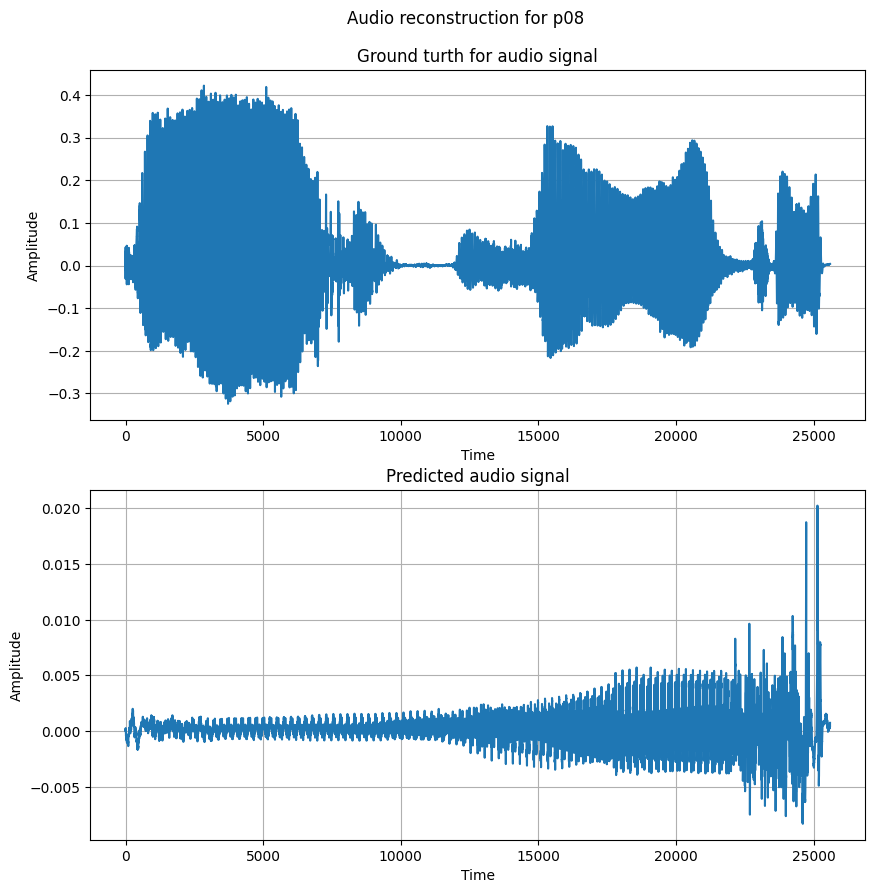 Audio reconstruction for p08
Ground turth for audio signal
0.4
0.3
0.2
0.1
0.0
−0.1
−0.2
−0.3
Amplitude
0 5000 10000 15000 20000 25000
Time
Predicted audio signal
0.020
0.015
0.010
0.005
0.000
−0.005
Amplitude
0 5000 10000 15000 20000 25000
Time